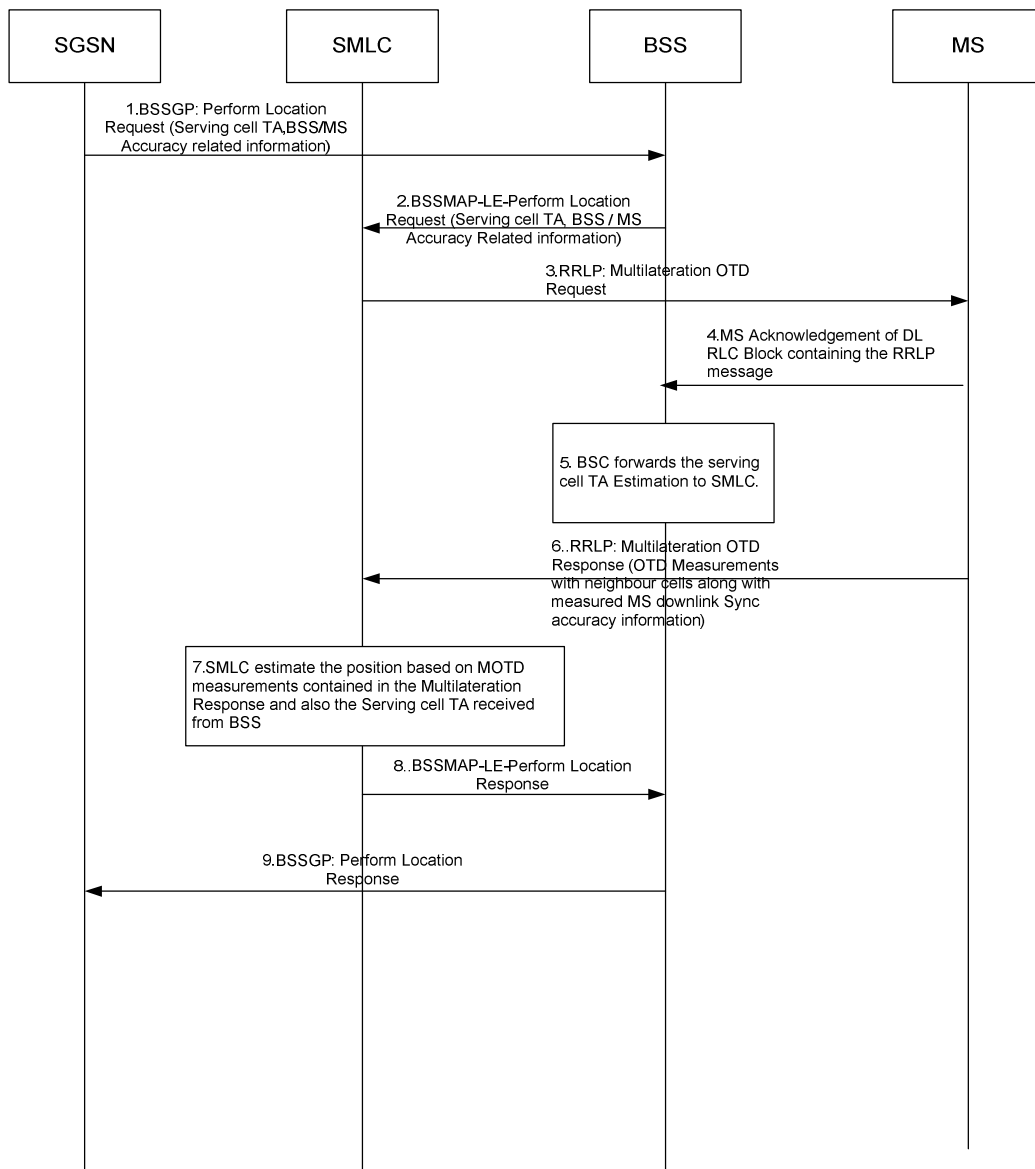 SGSN
SMLC
BSS
MS
1.BSSGP: Perform Location
Request (Serving cell TA,BSS/MS
Accuracy related information)
2.BSSMAP-LE-Perform Location
Request (Serving cell TA, BSS / MS
Accuracy Related information)
3.RRLP: Multilateration OTD
Request
4.MS Acknowledgement of DL
RLC Block containing the RRLP
message
5. BSC forwards the serving
cell TA Estimation to SMLC.
6..RRLP: Multilateration OTD
Response (OTD Measurements
with neighbour cells along with
measured MS downlink Sync
accuracy information)
7.SMLC estimate the position based on MOTD
measurements contained in the Multilateration
Response and also the Serving cell TA received
from BSS
8..BSSMAP-LE-Perform Location
Response
9.BSSGP: Perform Location
Response